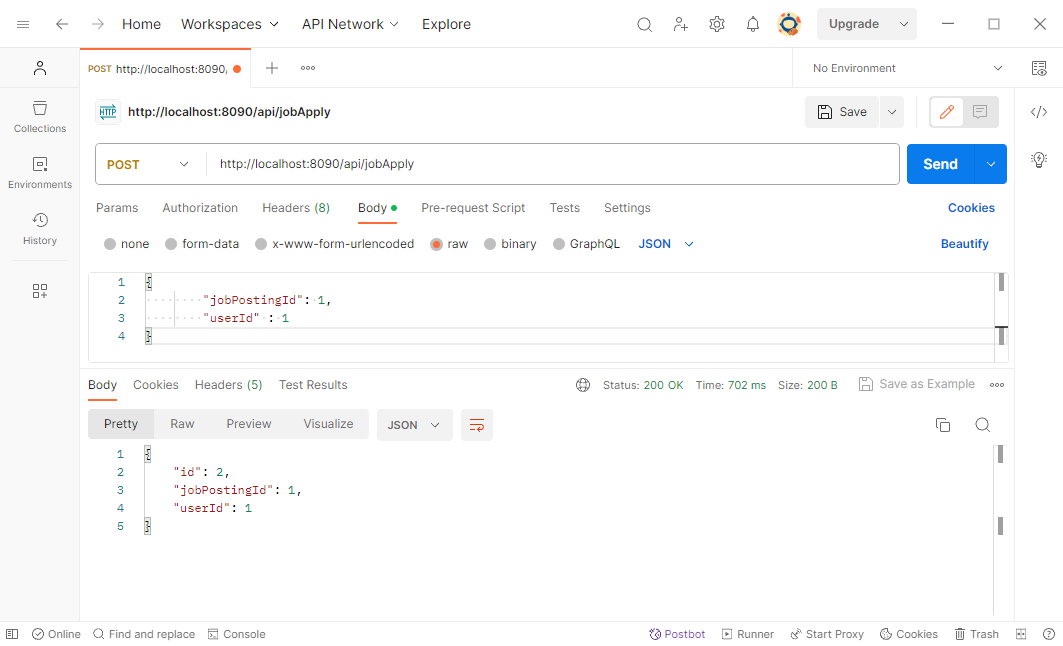 Home Workspaces API Network Explore Upgrade
POST http://localhost:8090, No Environment
HTTP http://localhost:8090/api/jobApply Save
Collections
POST http://localhost:8090/api/jobApply Send
Environments
Params Authorization Headers (8) Body Pre-request Script Tests Settings Cookies
History
none form-data x-www-form-urlencoded raw binary GraphQL JSON Beautify
1 {
2 "jobPostingId": 1,
3 "userId" : 1
4 }
Body Cookies Headers (5) Test Results Status: 200 OK Time: 702 ms Size: 200 B Save as Example
Pretty Raw Preview Visualize JSON
1 {
2 "id": 2,
3 "jobPostingId": 1,
4 "userId": 1
5 }
Online Find and replace Console Postbot Runner Start Proxy Cookies Trash